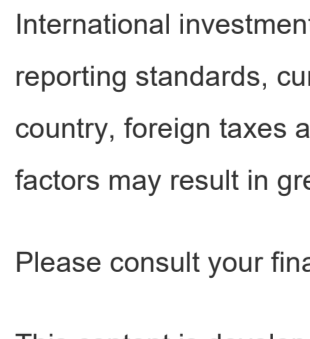 International investmen
reporting standards, cu
country, foreign taxes a
factors may result in gre
Please consult your fina